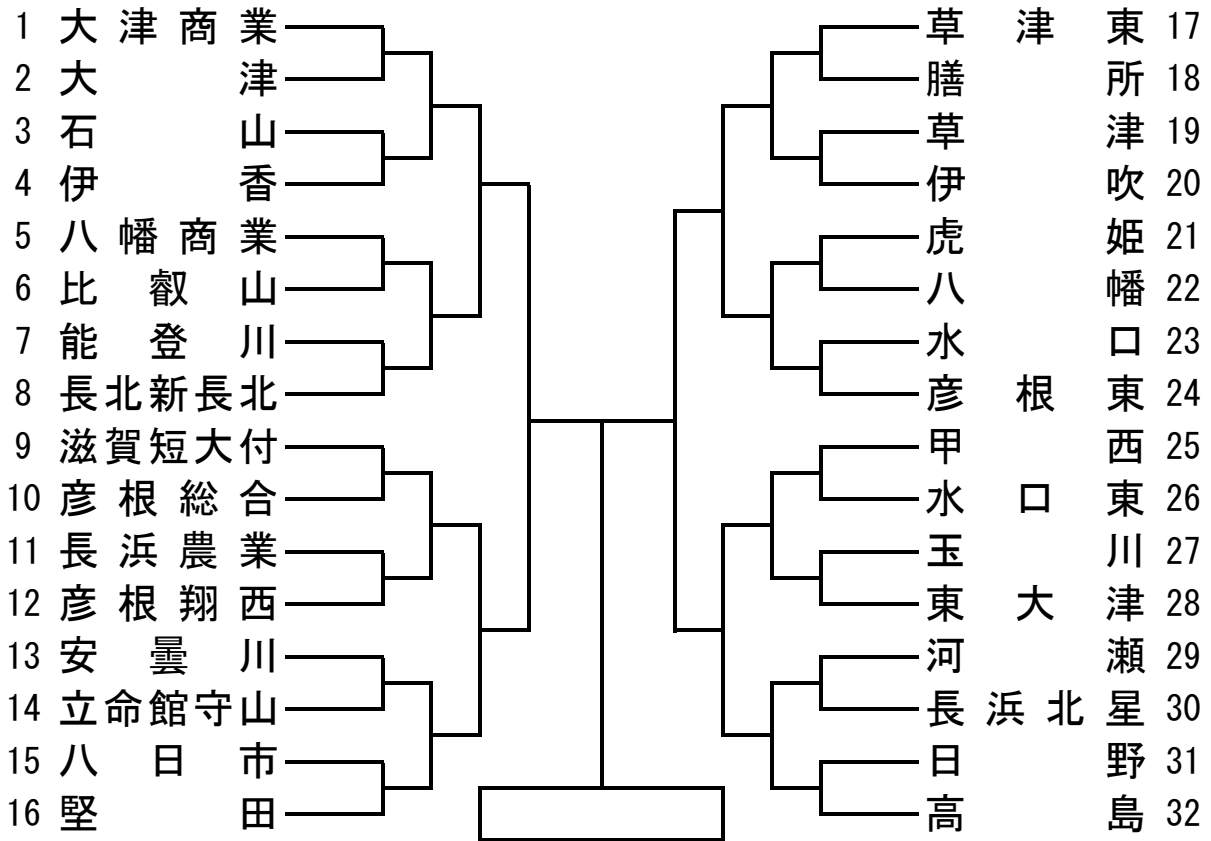 1 大津商業
2 大津
3 石山
4 伊香
5 八幡商業
6 比叡山
7 能登川
8 長北新長北
9 滋賀短大付
10 彦根総合
11 長浜農業
12 彦根翔西
13 安曇川
14 立命館守山
15 八日市
16 堅田
草津東 17
膳所 18
草津 19
伊吹 20
虎姫 21
八幡 22
水口 23
彦根東 24
甲西 25
水口東 26
玉川 27
東大津 28
河瀬 29
長浜北星 30
日野 31
高島 32